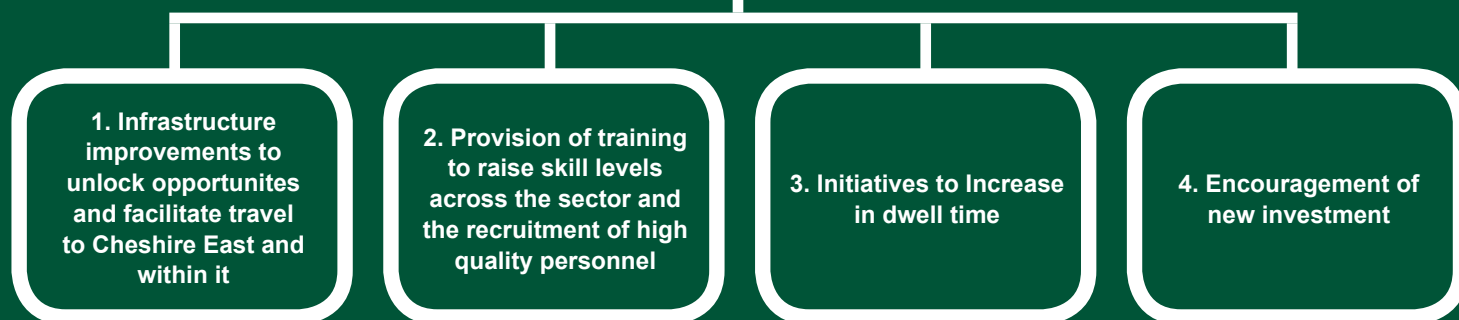 1. Infrastructure
improvements to
unlock opportunites
and facilitate travel
to Cheshire East and
within it
2. Provision of training
to raise skill levels
across the sector and
the recruitment of high
quality personnel
3. Initiatives to Increase
in dwell time
4. Encouragement of
new investment